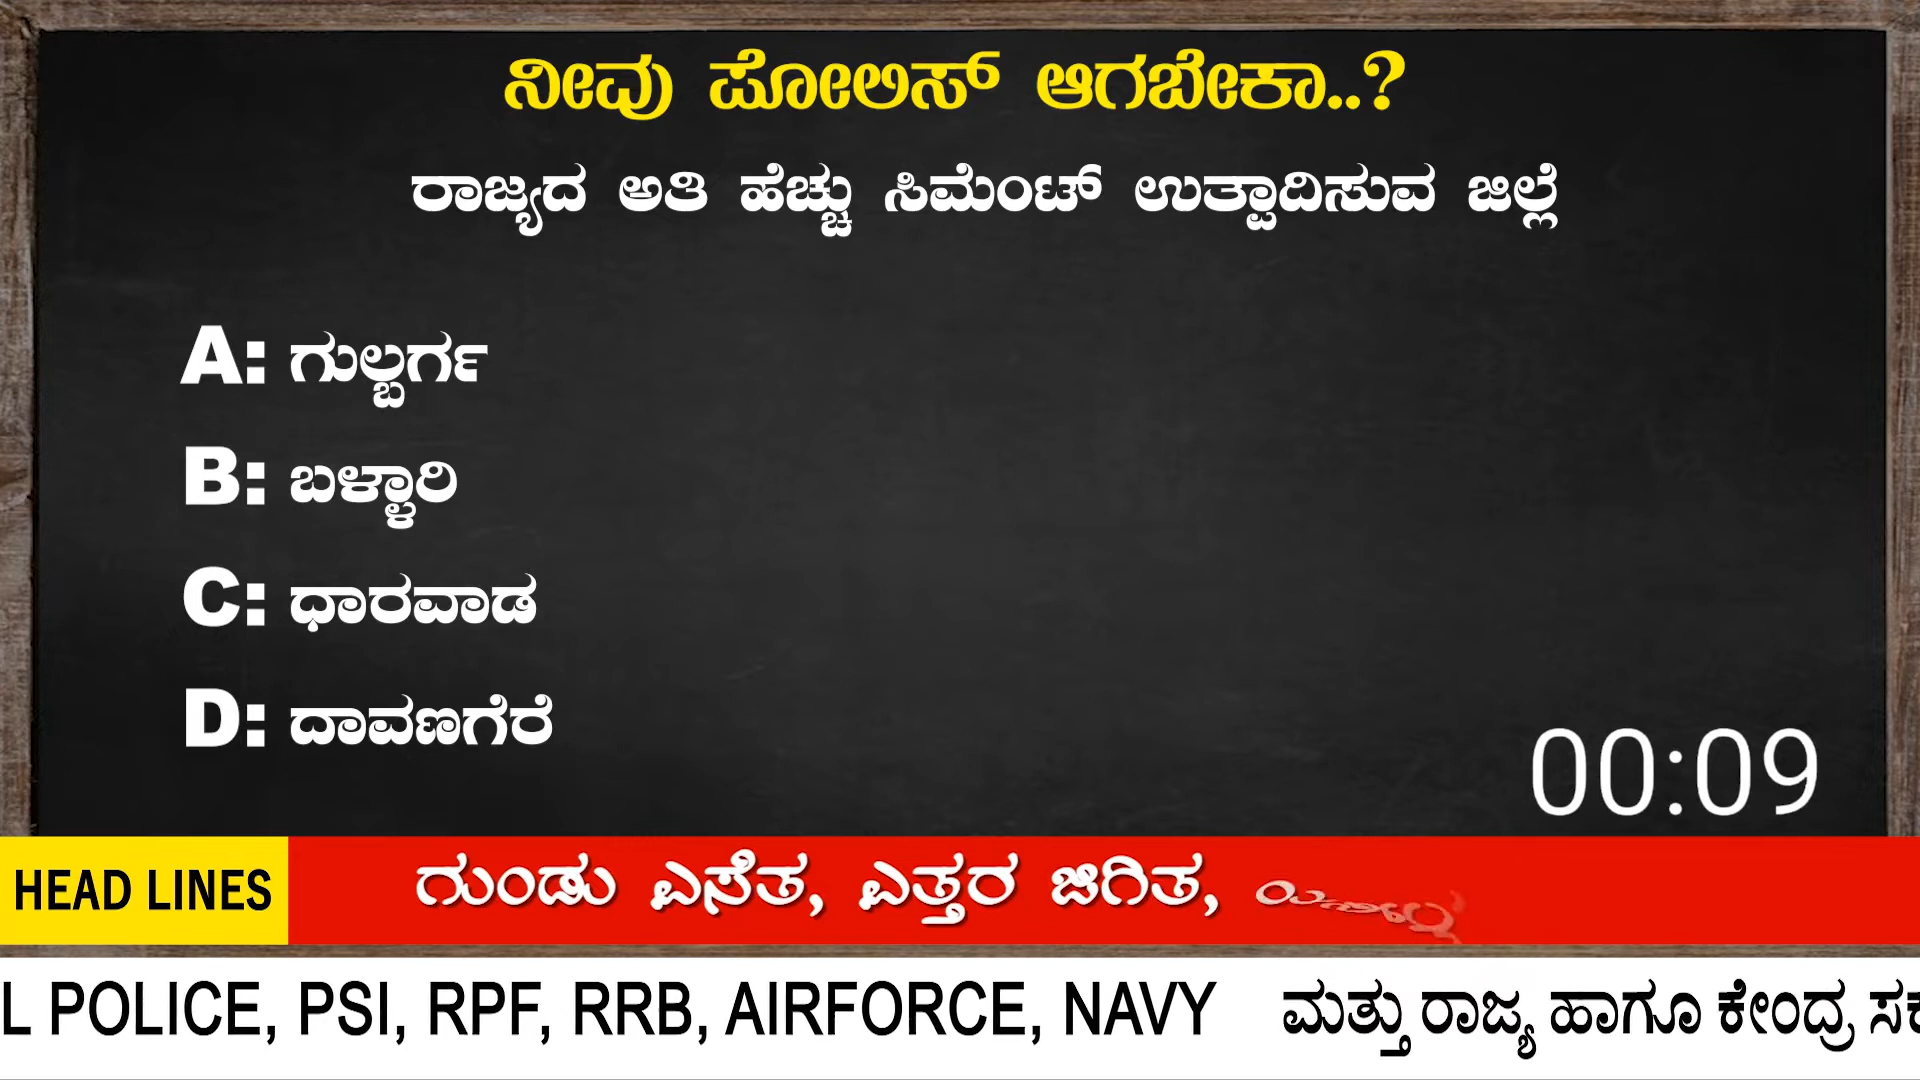 ನೀವು ಪೋಲಿಸ್ ಆಗಬೇಕಾ..?
ರಾಜ್ಯದ ಅತಿ ಹೆಚ್ಚು ಸಿಮೆಂಟ್ ಉತ್ಪಾದಿಸುವ ಜಿಲ್ಲೆ
A: ಗುಲ್ಬರ್ಗ
B: ಬಳ್ಳಾರಿ
C: ಧಾರವಾಡ
D: ದಾವಣಗೆರೆ
00:09
HEAD LINES
ಗುಂಡು ಎಸೆತ, ಎತ್ತರ ಜಿಗಿತ,
L POLICE, PSI, RPF, RRB, AIRFORCE, NAVY ಮತ್ತು ರಾಜ್ಯ ಹಾಗೂ ಕೇಂದ್ರ